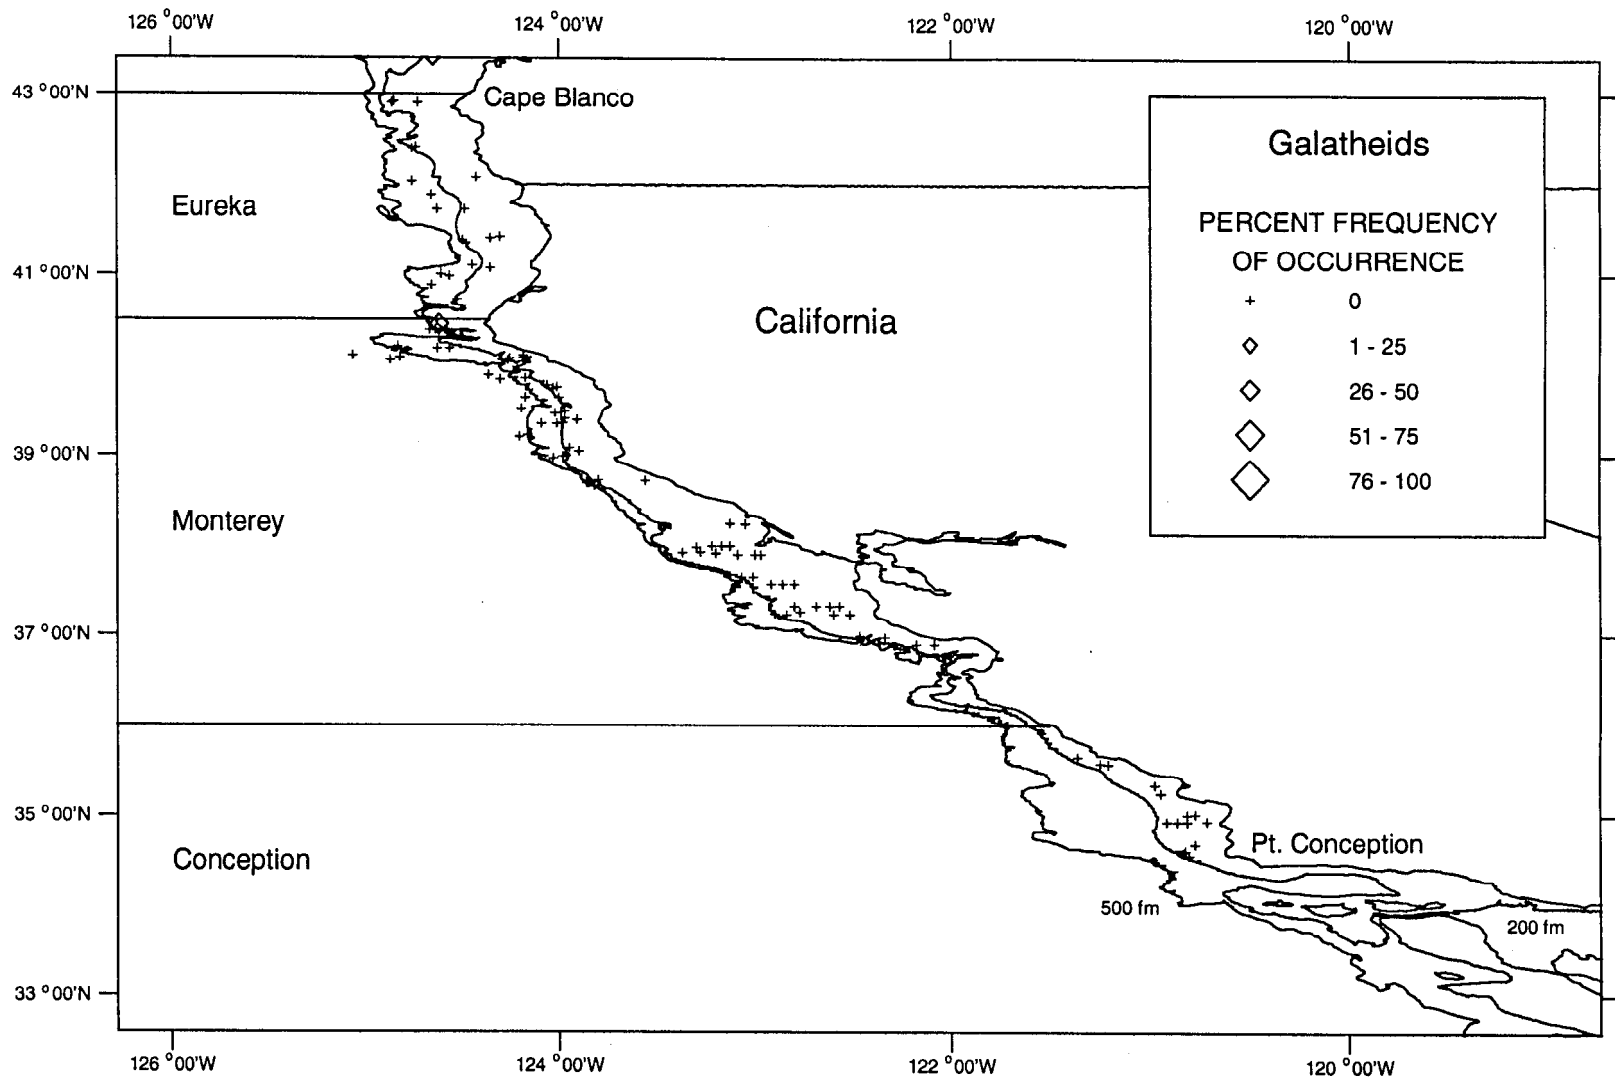 126 °00'W
124 °00'W
122 °00'W
120 °00'W
43 °00'N
Cape Blanco
Galatheids
Eureka
PERCENT FREQUENCY
OF OCCURRENCE
41 °00'N
0
California
1 - 25
26 - 50
39 °00'N
51 - 75
76 - 100
Monterey
37 °00'N
35 °00'N
Pt. Conception
Conception
500 fm
200 fm
33 °00'N
126 °00'W
124 °00'W
122 °00'W
120 °00'W